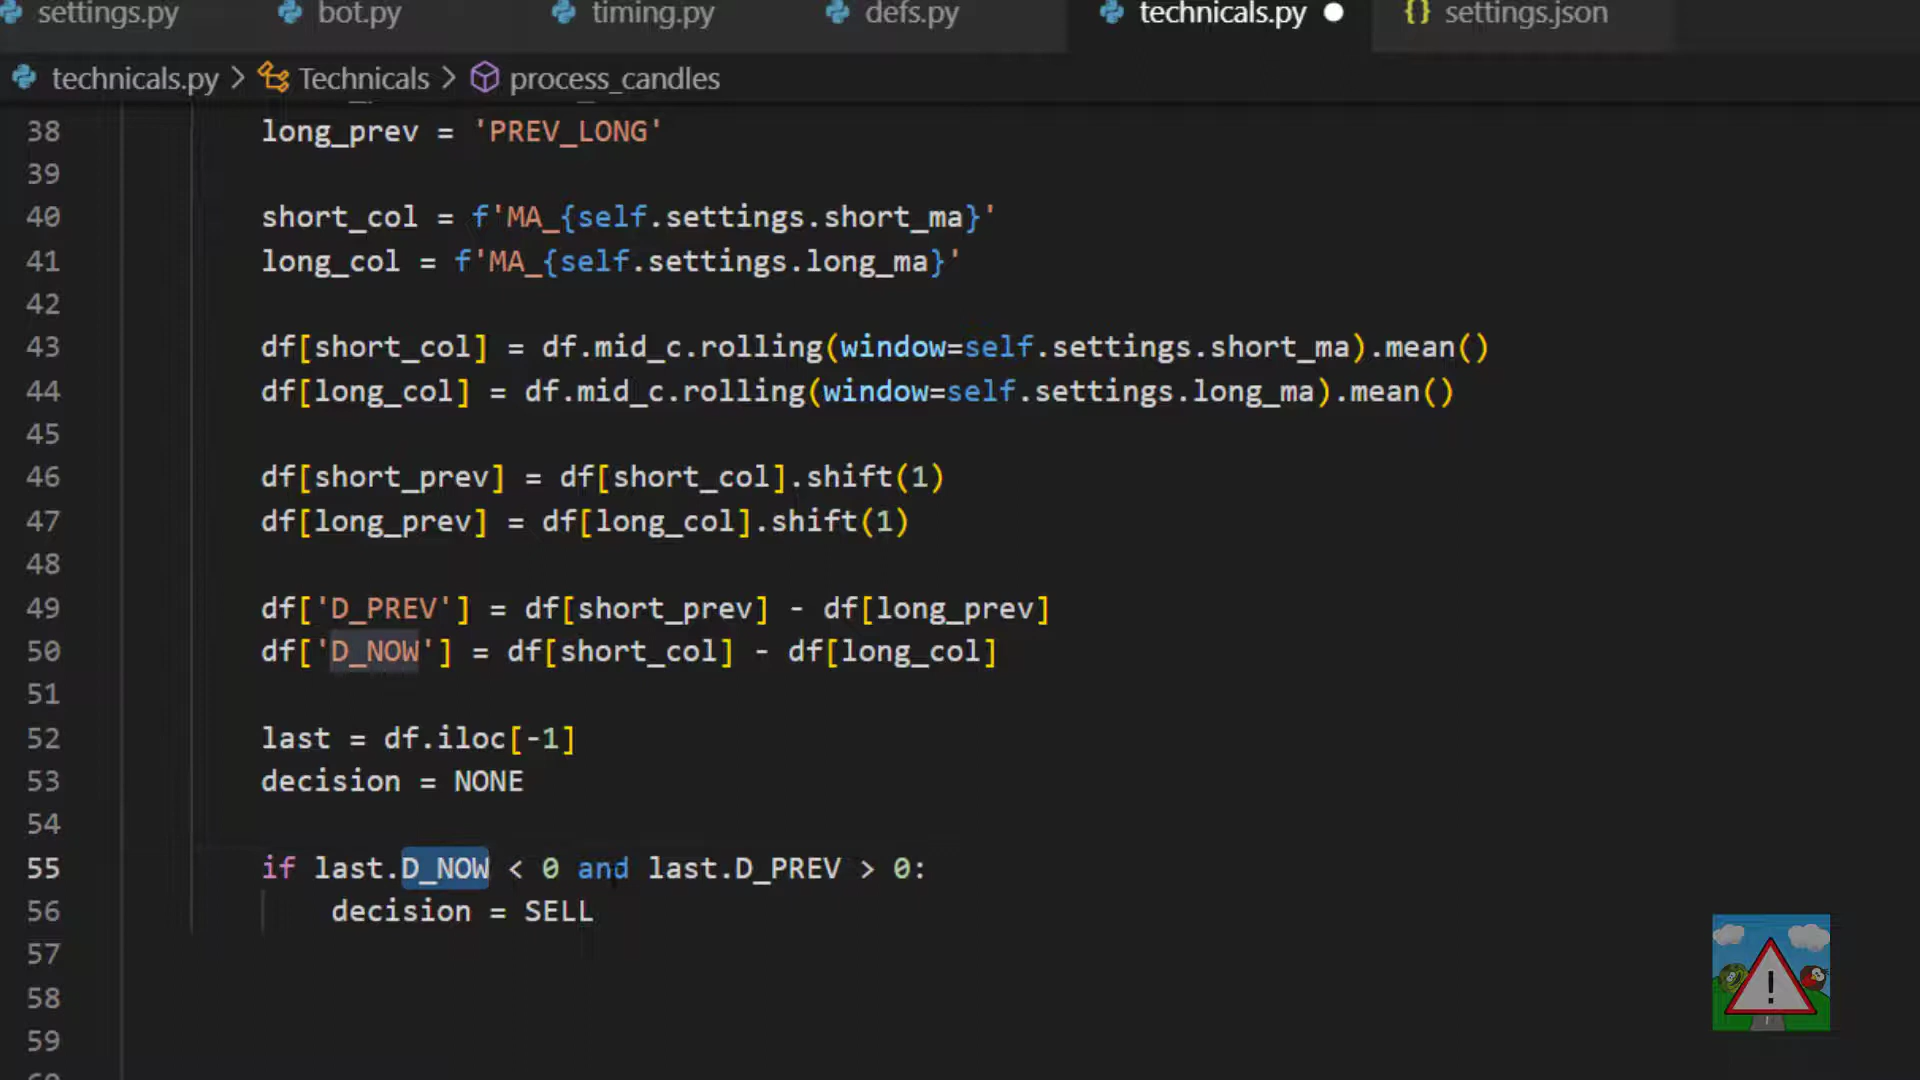 settings.py bot.py timing.py defs.py technicals.py settings.json
technicals.py > Technicals > process_candles
38 long_prev = 'PREV_LONG'
39
40 short_col = f'MA_{self.settings.short_ma}'
41 long_col = f'MA_{self.settings.long_ma}'
42
43 df[short_col] = df.mid_c.rolling(window=self.settings.short_ma).mean()
44 df[long_col] = df.mid_c.rolling(window=self.settings.long_ma).mean()
45
46 df[short_prev] = df[short_col].shift(1)
47 df[long_prev] = df[long_col].shift(1)
48
49 df['D_PREV'] = df[short_prev] - df[long_prev]
50 df['D_NOW'] = df[short_col] - df[long_col]
51
52 last = df.iloc[-1]
53 decision = NONE
54
55 if last.D_NOW < 0 and last.D_PREV > 0:
56 decision = SELL
57
58
59